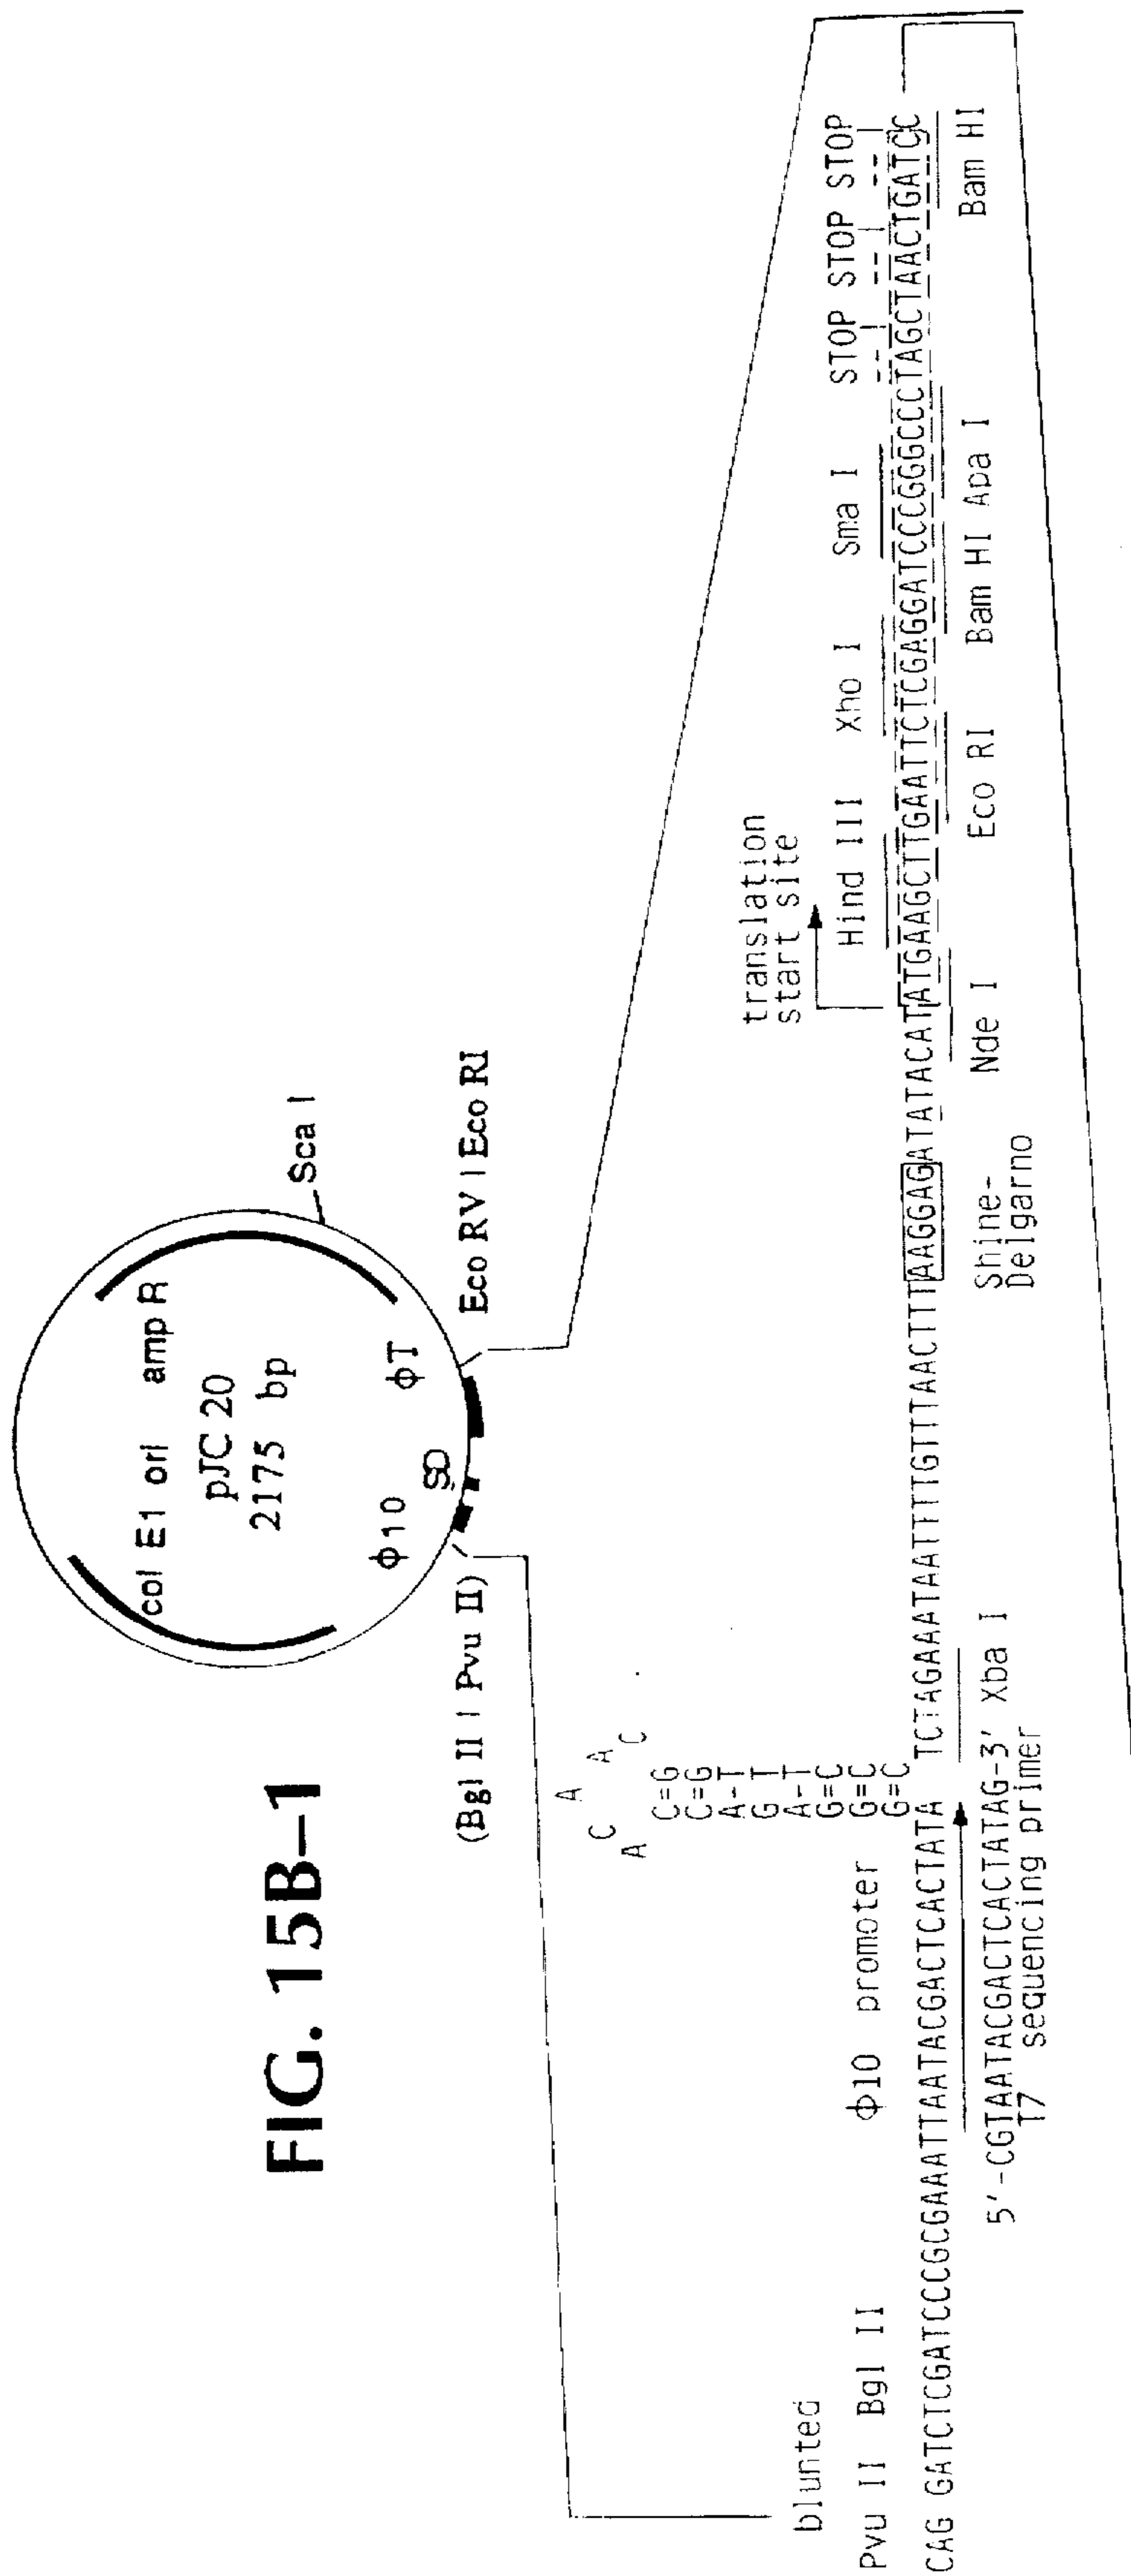 FIG. 15B–1
col E1 ori amp R
pJC 20
2175 bp
Sca I
ϕ10
SD
ϕT
(Bgl II | Pvu II)
Eco RV | Eco RI
A C A A A C
C=G
C=G
A-T
G T
A-T
G=C
G=C
G=C
blunted
Pvu II Bgl II
ϕ10 promoter
translation
start site
Hind III Xho I Sma I STOP STOP STOP
CAG GATCTCGATCCCGCGAAATTAATACGACTCACTATA TCTAGAAATAATTTTGTTTAACTTTAAGGAGATATACATATGAAGCTTGAATTCTCGAGGATCCCGGGCCCTAGCTAACTGATCC
5'-CGTAATACGACTCACTATAG-3' Xba I
T7 sequencing primer
Shine-
Delgarno
Nde I
Eco RI
Bam HI Apa I
Bam HI